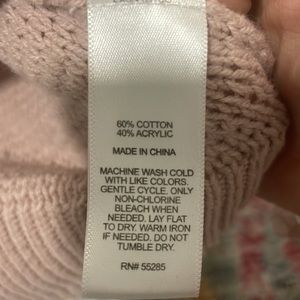 60% COTTON
40% ACRYLIC
MADE IN CHINA
MACHINE WASH COLD
WITH LIKE COLORS.
GENTLE CYCLE. ONLY
NON-CHLORINE
BLEACH WHEN
NEEDED. LAY FLAT
TO DRY. WARM IRON
IF NEEDED. DO NOT
TUMBLE DRY.
RN# 55285